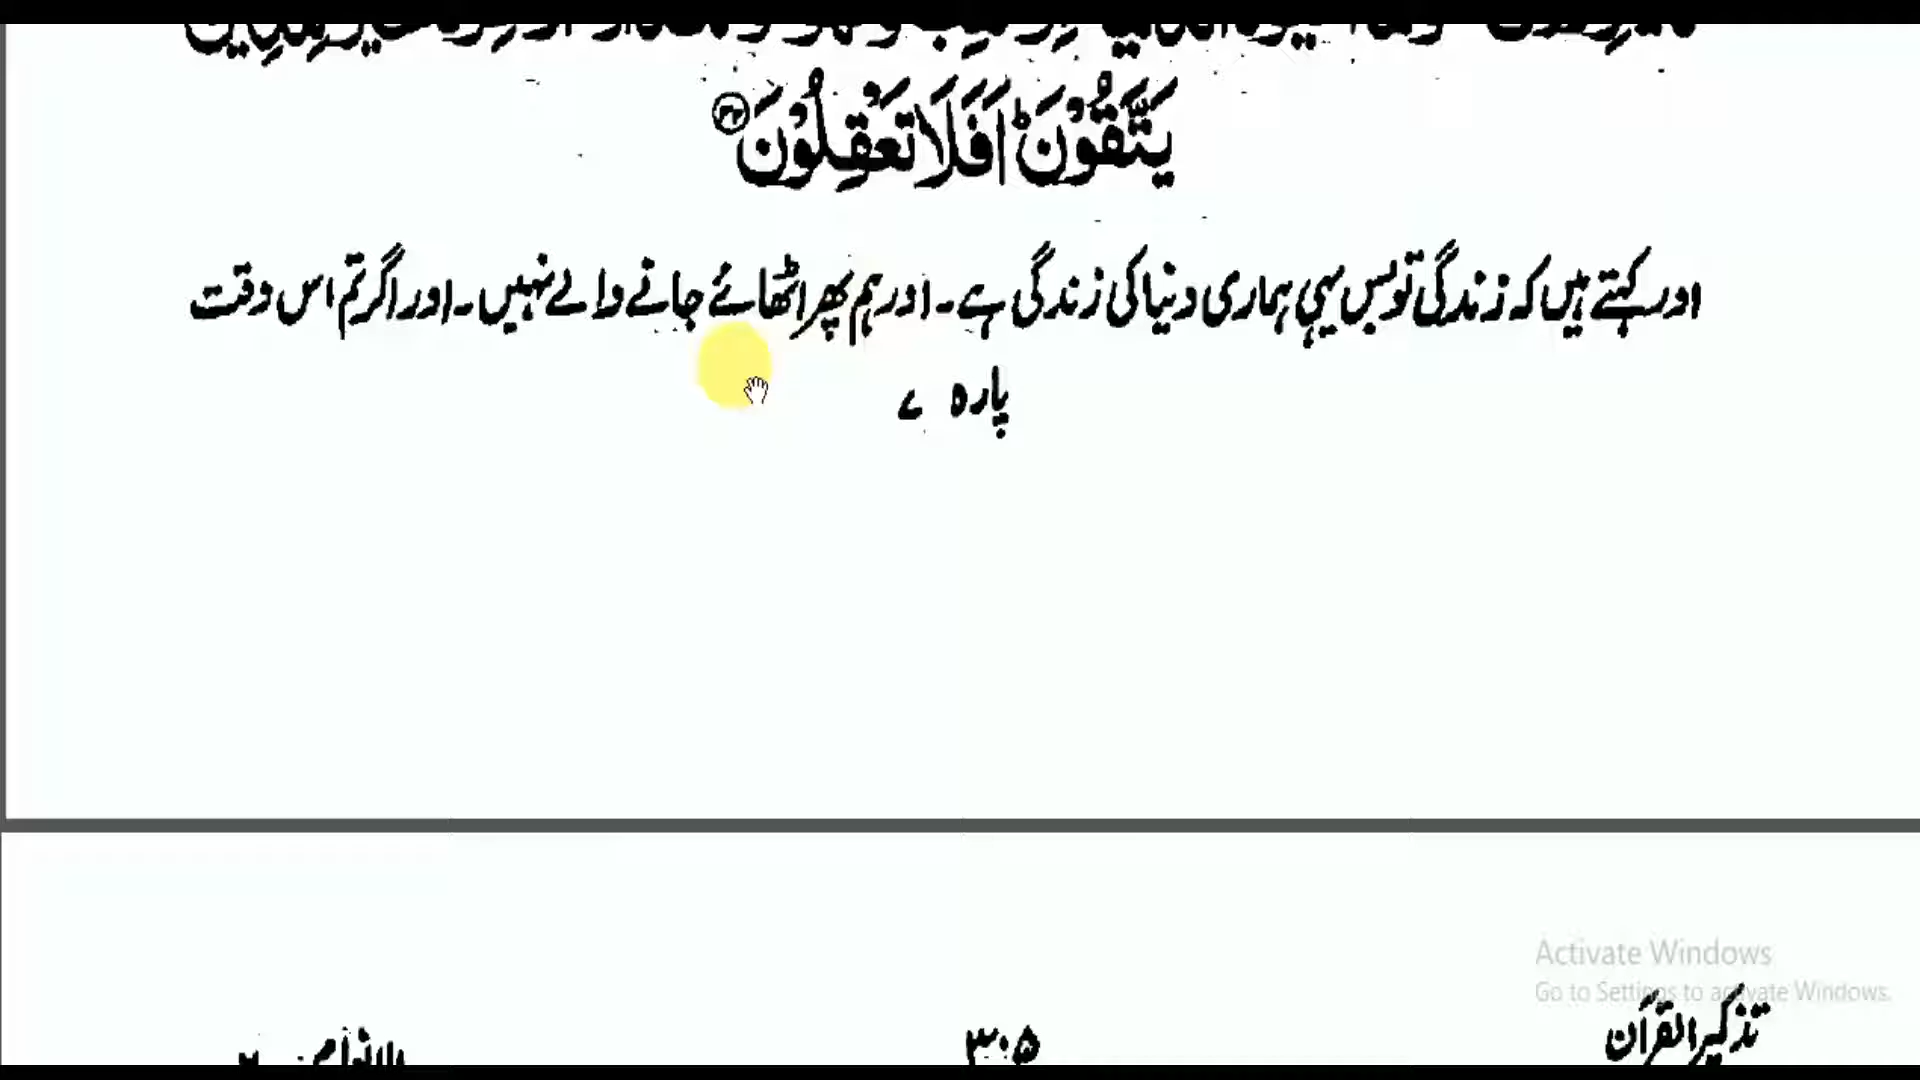 يَتَّقُوْنَ ؕ اَفَلَا تَعْقِلُوْنَ ۳۲
اور کہتے ہیں کہ زندگی تو بس یہی ہماری دنیا کی زندگی ہے۔ اور ہم پھر اٹھائے جانے والے نہیں۔ اور اگر تم اس وقت
پارہ ۷
Activate Windows
Go to Settings to activate Windows.
تذکیر القرآن ۳۰۵ الانعام